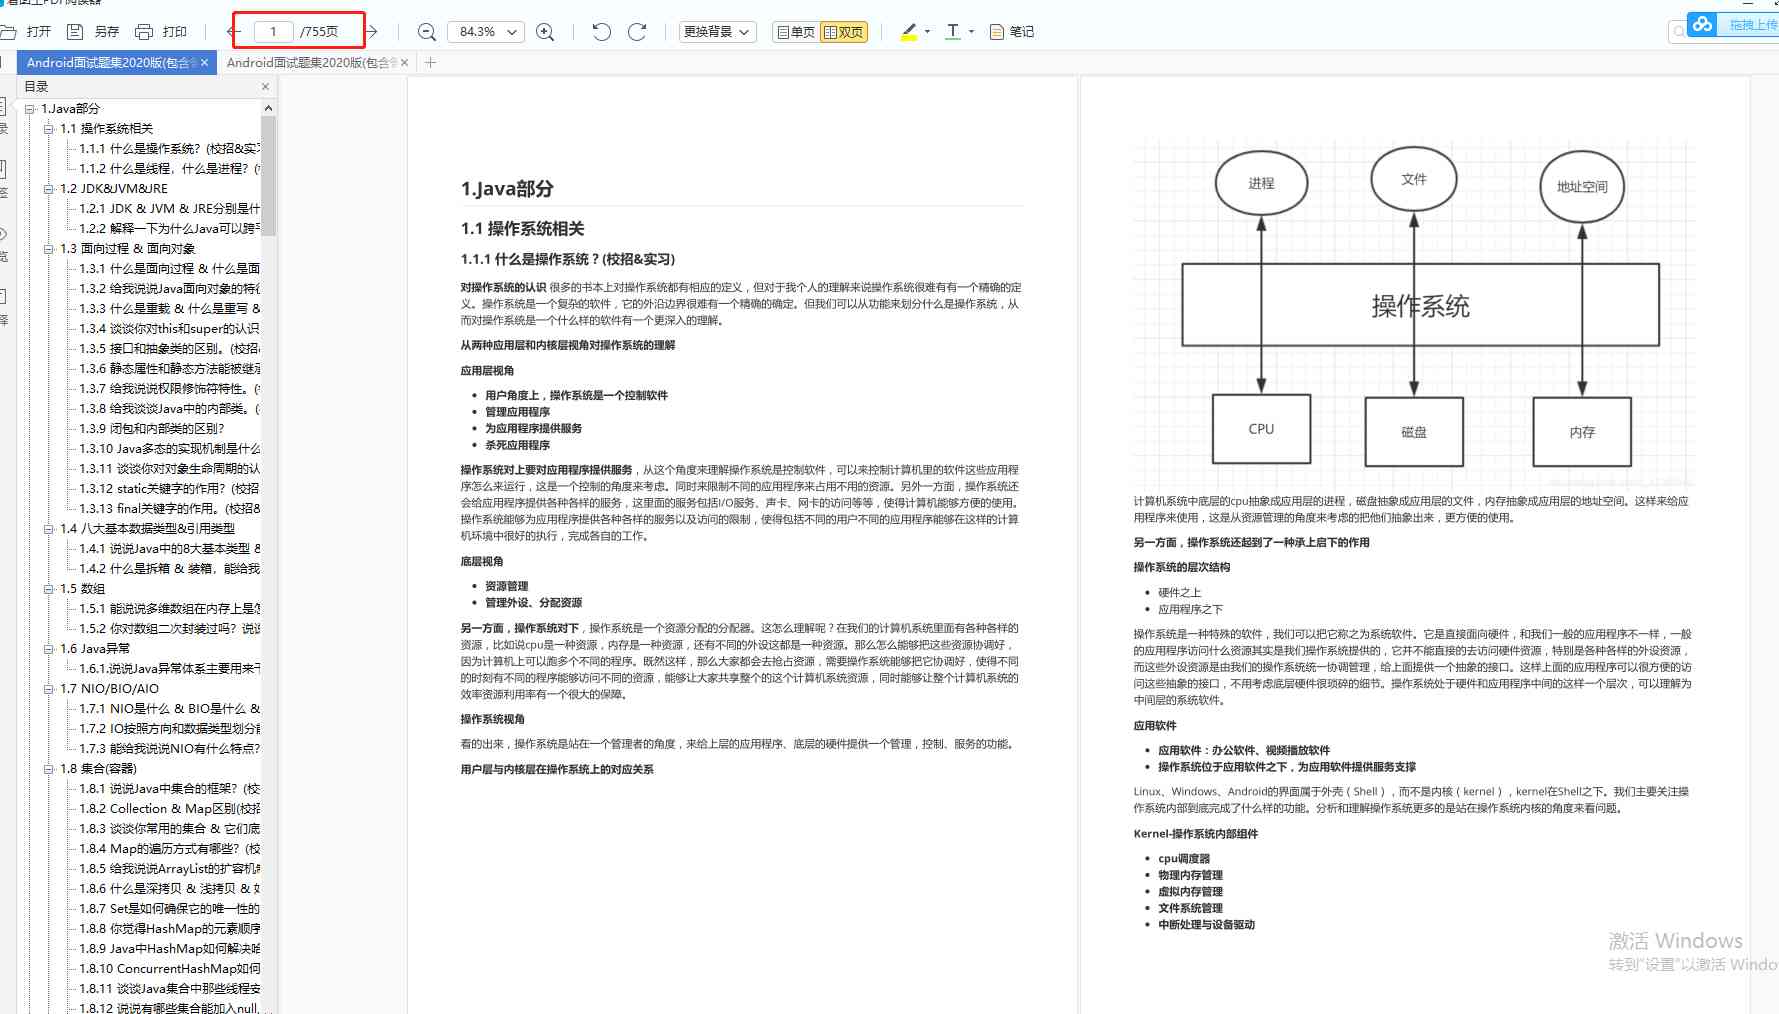 打开
另存
打印
1
/755页
84.3%
更换背景
单页
双页
笔记
拖拽上传
Android面试题集2020版(包含
Android面试题集2020版(包含
目录
1.Java部分
1.1 操作系统相关
1.1.1 什么是操作系统？(校招&实
1.1.2 什么是线程，什么是进程？(
1.2 JDK&JVM&JRE
1.2.1 JDK & JVM & JRE分别是什
1.2.2 解释一下为什么Java可以跨
1.3 面向过程 & 面向对象
1.3.1 什么是面向过程 & 什么是面
1.3.2 给我说说Java面向对象的特
1.3.3 什么是重载 & 什么是重写 &
1.3.4 谈谈你对this和super的认识
1.3.5 接口和抽象类的区别。(校招
1.3.6 静态属性和静态方法能被继
1.3.7 给我说说权限修饰符特性。(
1.3.8 给我谈谈Java中的内部类。(
1.3.9 闭包和内部类的区别？
1.3.10 Java多态的实现机制是什么
1.3.11 谈谈你对对象生命周期的认
1.3.12 static关键字的作用？(校招
1.3.13 final关键字的作用。(校招&
1.4 八大基本数据类型&引用类型
1.4.1 说说Java中的8大基本类型 &
1.4.2 什么是拆箱 & 装箱，能给我
1.5 数组
1.5.1 能说说多维数组在内存上是怎
1.5.2 你对数组二次封装过吗？说说
1.6 Java异常
1.6.1.说说Java异常体系主要用来干
1.7 NIO/BIO/AIO
1.7.1 NIO是什么 & BIO是什么 &
1.7.2 IO按照方向和数据类型划分
1.7.3 能给我说说NIO有什么特点?
1.8 集合(容器)
1.8.1 说说Java中集合的框架？(校
1.8.2 Collection & Map区别(校招
1.8.3 谈谈你常用的集合 & 它们底
1.8.4 Map的遍历方式有哪些？(校
1.8.5 给我说说ArrayList的扩容机制
1.8.6 什么是深拷贝 & 浅拷贝 & 如
1.8.7 Set是如何确保它的唯一性的
1.8.8 你觉得HashMap的元素顺序
1.8.9 Java中HashMap如何解决哈
1.8.10 ConcurrentHashMap如何
1.8.11 谈谈Java集合中那些线程安
1.8.12 说说有哪些集合能加入null.
1.Java部分
1.1 操作系统相关
1.1.1 什么是操作系统？(校招&实习)
对操作系统的认识 很多的书本上对操作系统都有相应的定义，但对于我个人的理解来说操作系统很难有有一个精确的定
义。操作系统是一个复杂的软件，它的外沿边界很难有一个精确的确定。但我们可以从功能来划分什么是操作系统，从
而对操作系统是一个什么样的软件有一个更深入的理解。
从两种应用层和内核层视角对操作系统的理解
应用层视角
• 用户角度上，操作系统是一个控制软件
• 管理应用程序
• 为应用程序提供服务
• 杀死应用程序
操作系统对上要对应用程序提供服务，从这个角度来理解操作系统是控制软件，可以来控制计算机里的软件这些应用程
序怎么来运行，这是一个控制的角度来考虑。同时来限制不同的应用程序来占用不用的资源。另外一方面，操作系统还
会给应用程序提供各种各样的服务，这里面的服务包括I/O服务、声卡、网卡的访问等等，使得计算机能够方便的使用。
操作系统能够为应用程序提供各种各样的服务以及访问的限制，使得包括不同的用户不同的应用程序能够在这样的计算
机环境中很好的执行，完成各自的工作。
底层视角
• 资源管理
• 管理外设、分配资源
另一方面，操作系统对下，操作系统是一个资源分配的分配器。这怎么理解呢？在我们的计算机系统里面有各种各样的
资源，比如说cpu是一种资源，内存是一种资源，还有不同的外设这都是一种资源。那么怎么能够把这些资源协调好，
因为计算机上可以跑多个不同的程序。既然这样，那么大家都会去抢占资源，需要操作系统能够把它协调好，使得不同
的时刻有不同的程序能够访问不同的资源，能够让大家共享整个的这个计算机系统资源，同时能够让整个计算机系统的
效率资源利用率有一个很大的保障。
操作系统视角
看的出来，操作系统是站在一个管理者的角度，来给上层的应用程序、底层的硬件提供一个管理，控制、服务的功能。
用户层与内核层在操作系统上的对应关系
进程
文件
地址空间
操作系统
CPU
磁盘
内存
计算机系统中底层的cpu抽象成应用层的进程，磁盘抽象成应用层的文件，内存抽象成应用层的地址空间。这样来给应
用程序来使用，这是从资源管理的角度来考虑的把他们抽象出来，更方便的使用。
另一方面，操作系统还起到了一种承上启下的作用
操作系统的层次结构
• 硬件之上
• 应用程序之下
操作系统是一种特殊的软件，我们可以把它称之为系统软件。它是直接面向硬件，和我们一般的应用程序不一样，一般
的应用程序访问什么资源其实是我们操作系统提供的，它并不能直接的去访问硬件资源，特别是各种各样的外设资源，
而这些外设资源是由我们的操作系统统一协调管理，给上面提供一个抽象的接口。这样上面的应用程序可以很方便的访
问这些抽象的接口，不用考虑底层硬件很琐碎的细节。操作系统处于硬件和应用程序中间的这样一个层次，可以理解为
中间层的系统软件。
应用软件
• 应用软件：办公软件、视频播放软件
• 操作系统位于应用软件之下，为应用软件提供服务支撑
Linux、Windows、Android的界面属于外壳（Shell），而不是内核（kernel），kernel在Shell之下。我们主要关注操
作系统内部到底完成了什么样的功能。分析和理解操作系统更多的是站在操作系统内核的角度来看问题。
Kernel-操作系统内部组件
• cpu调度器
• 物理内存管理
• 虚拟内存管理
• 文件系统管理
• 中断处理与设备驱动
激活 Windows
转到"设置"以激活 Windo